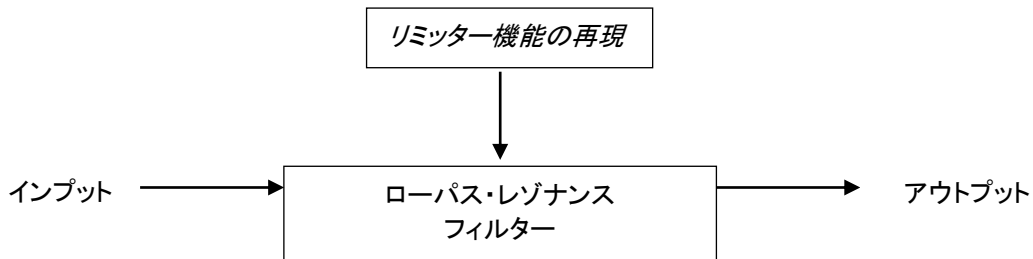 リミッター機能の再現
インプット
ローパス・レゾナンス
フィルター
アウトプット